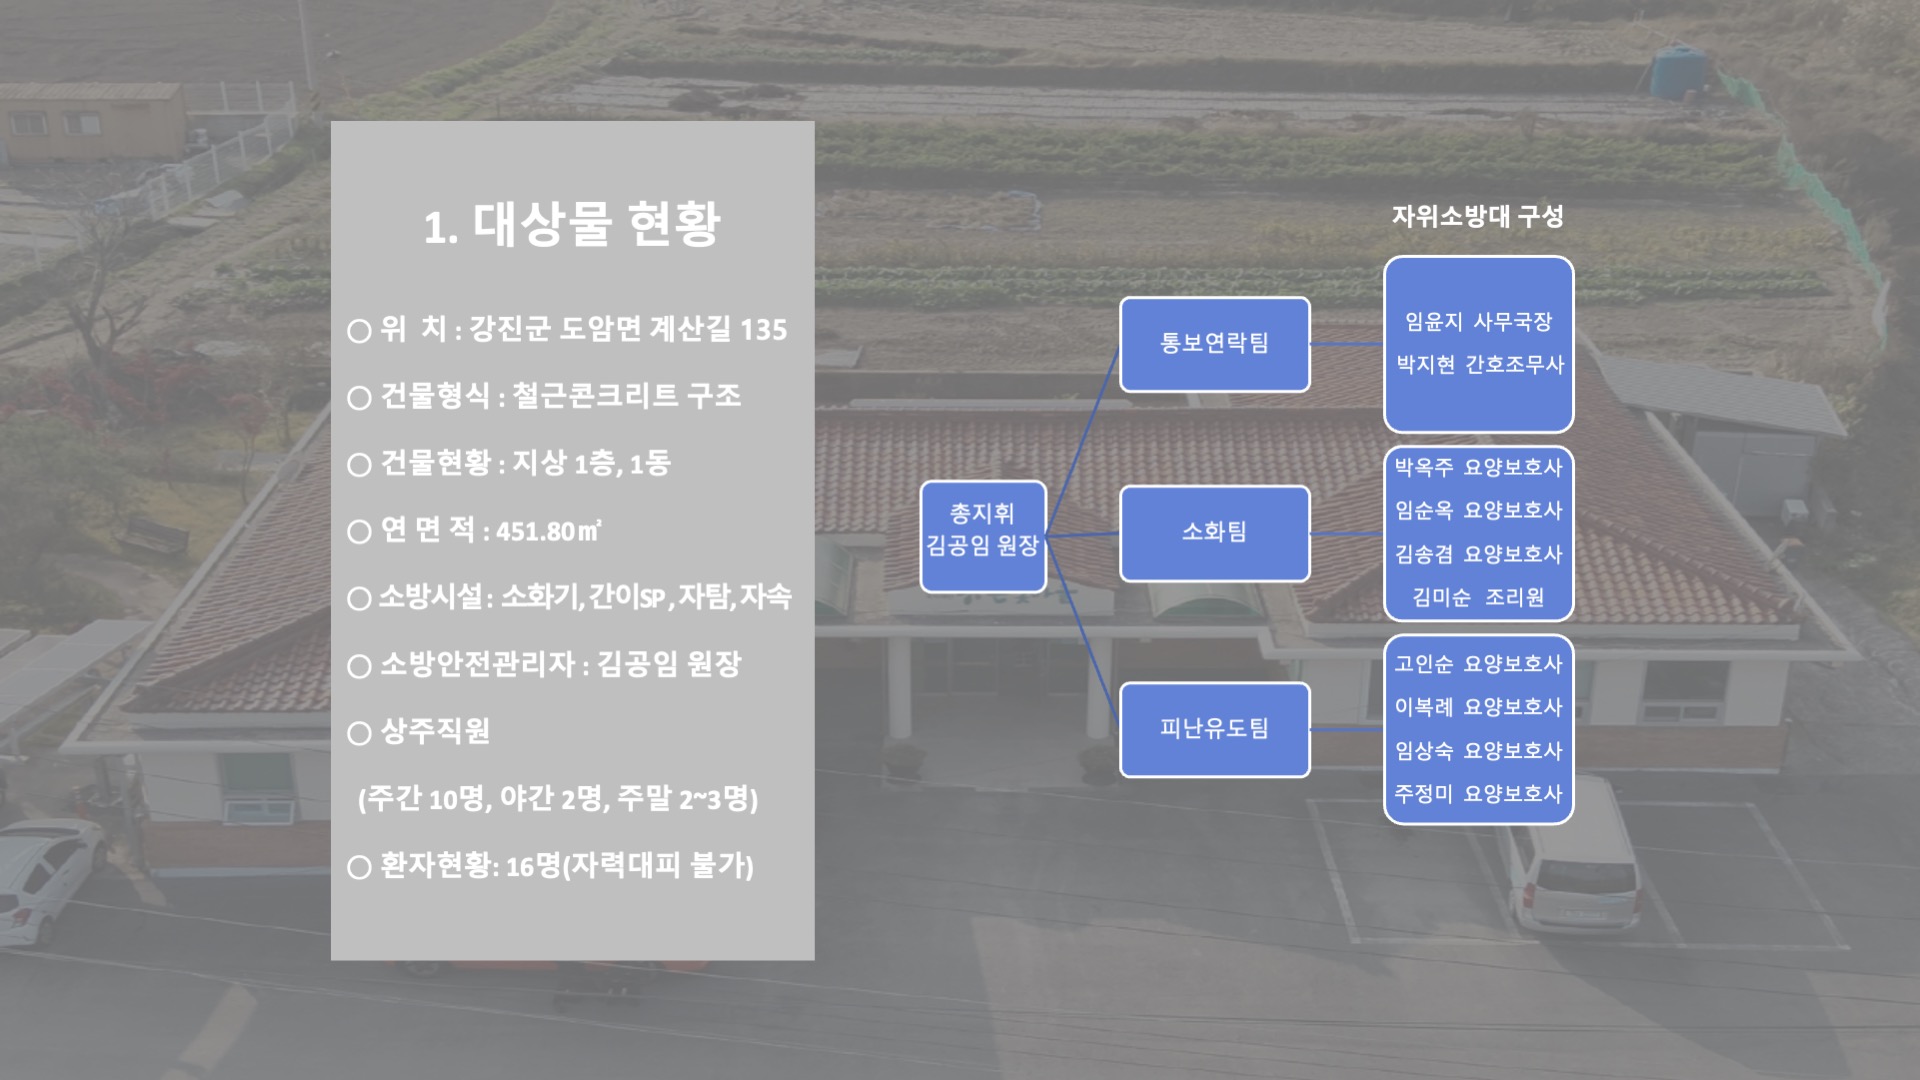 1. 대상물 현황
○ 위 치 : 강진군 도암면 계산길 135
○ 건물형식 : 철근콘크리트 구조
○ 건물현황 : 지상 1층, 1동
○ 연 면 적 : 451.80㎡
○ 소방시설 : 소화기, 간이SP , 자탐, 자속
○ 소방안전관리자 : 김공임 원장
○ 상주직원
(주간 10명, 야간 2명, 주말 2~3명)
○ 환자현황: 16명(자력대피 불가)
자위소방대 구성
총지휘
김공임 원장
통보연락팀
임윤지 사무국장
박지현 간호조무사
소화팀
박옥주 요양보호사
임순옥 요양보호사
김송겸 요양보호사
김미순 조리원
피난유도팀
고인순 요양보호사
이복례 요양보호사
임상숙 요양보호사
주정미 요양보호사